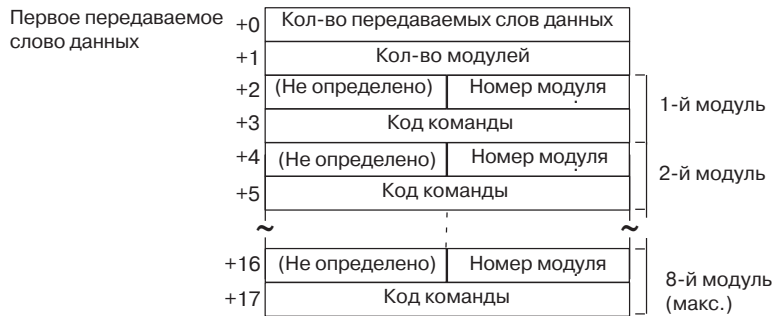 Первое передаваемое
слово данных
+0 Кол-во передаваемых слов данных
+1 Кол-во модулей
+2 (Не определено) Номер модуля
+3 Код команды
1-й модуль
+4 (Не определено) Номер модуля
+5 Код команды
2-й модуль
~ ~
+16 (Не определено) Номер модуля
+17 Код команды
8-й модуль
(макс.)